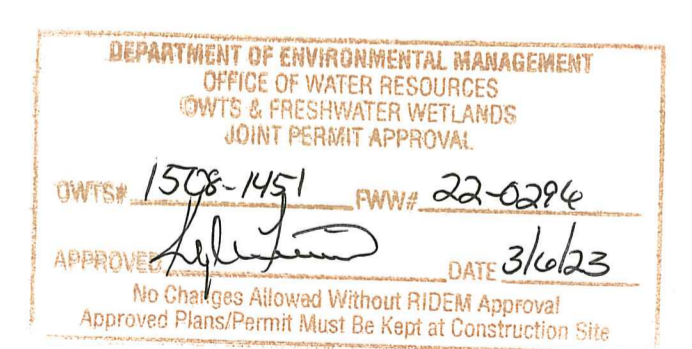 DEPARTMENT OF ENVIRONMENTAL MANAGEMENT
OFFICE OF WATER RESOURCES
OWTS & FRESHWATER WETLANDS
JOINT PERMIT APPROVAL
OWTS# 1508-1451 FWW# 22-0296
APPROVED DATE 3/6/23
No Changes Allowed Without RIDEM Approval
Approved Plans/Permit Must Be Kept at Construction Site